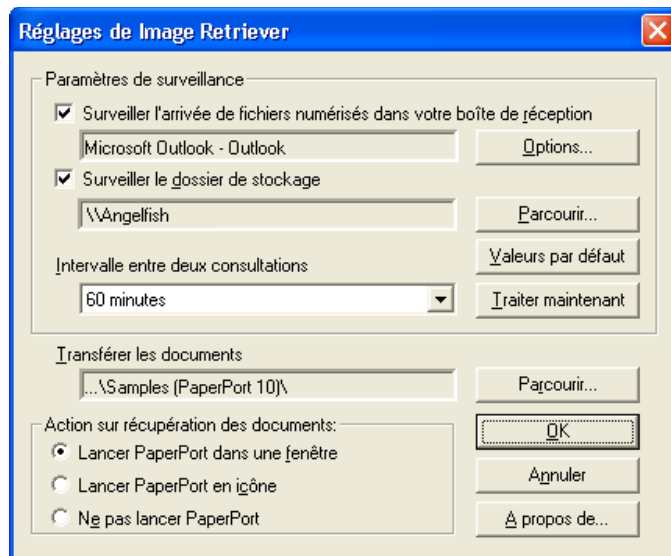 Réglages de Image Retriever
Paramètres de surveillance
Surveiller l'arrivée de fichiers numérisés dans votre boîte de réception
Microsoft Outlook - Outlook
Options...
Surveiller le dossier de stockage
\\Angelfish
Parcourir...
Valeurs par défaut
Intervalle entre deux consultations
60 minutes
Traiter maintenant
Transférer les documents
...\Samples (PaperPort 10)\
Parcourir...
Action sur récupération des documents:
OK
Lancer PaperPort dans une fenêtre
Annuler
Lancer PaperPort en icône
Ne pas lancer PaperPort
A propos de...